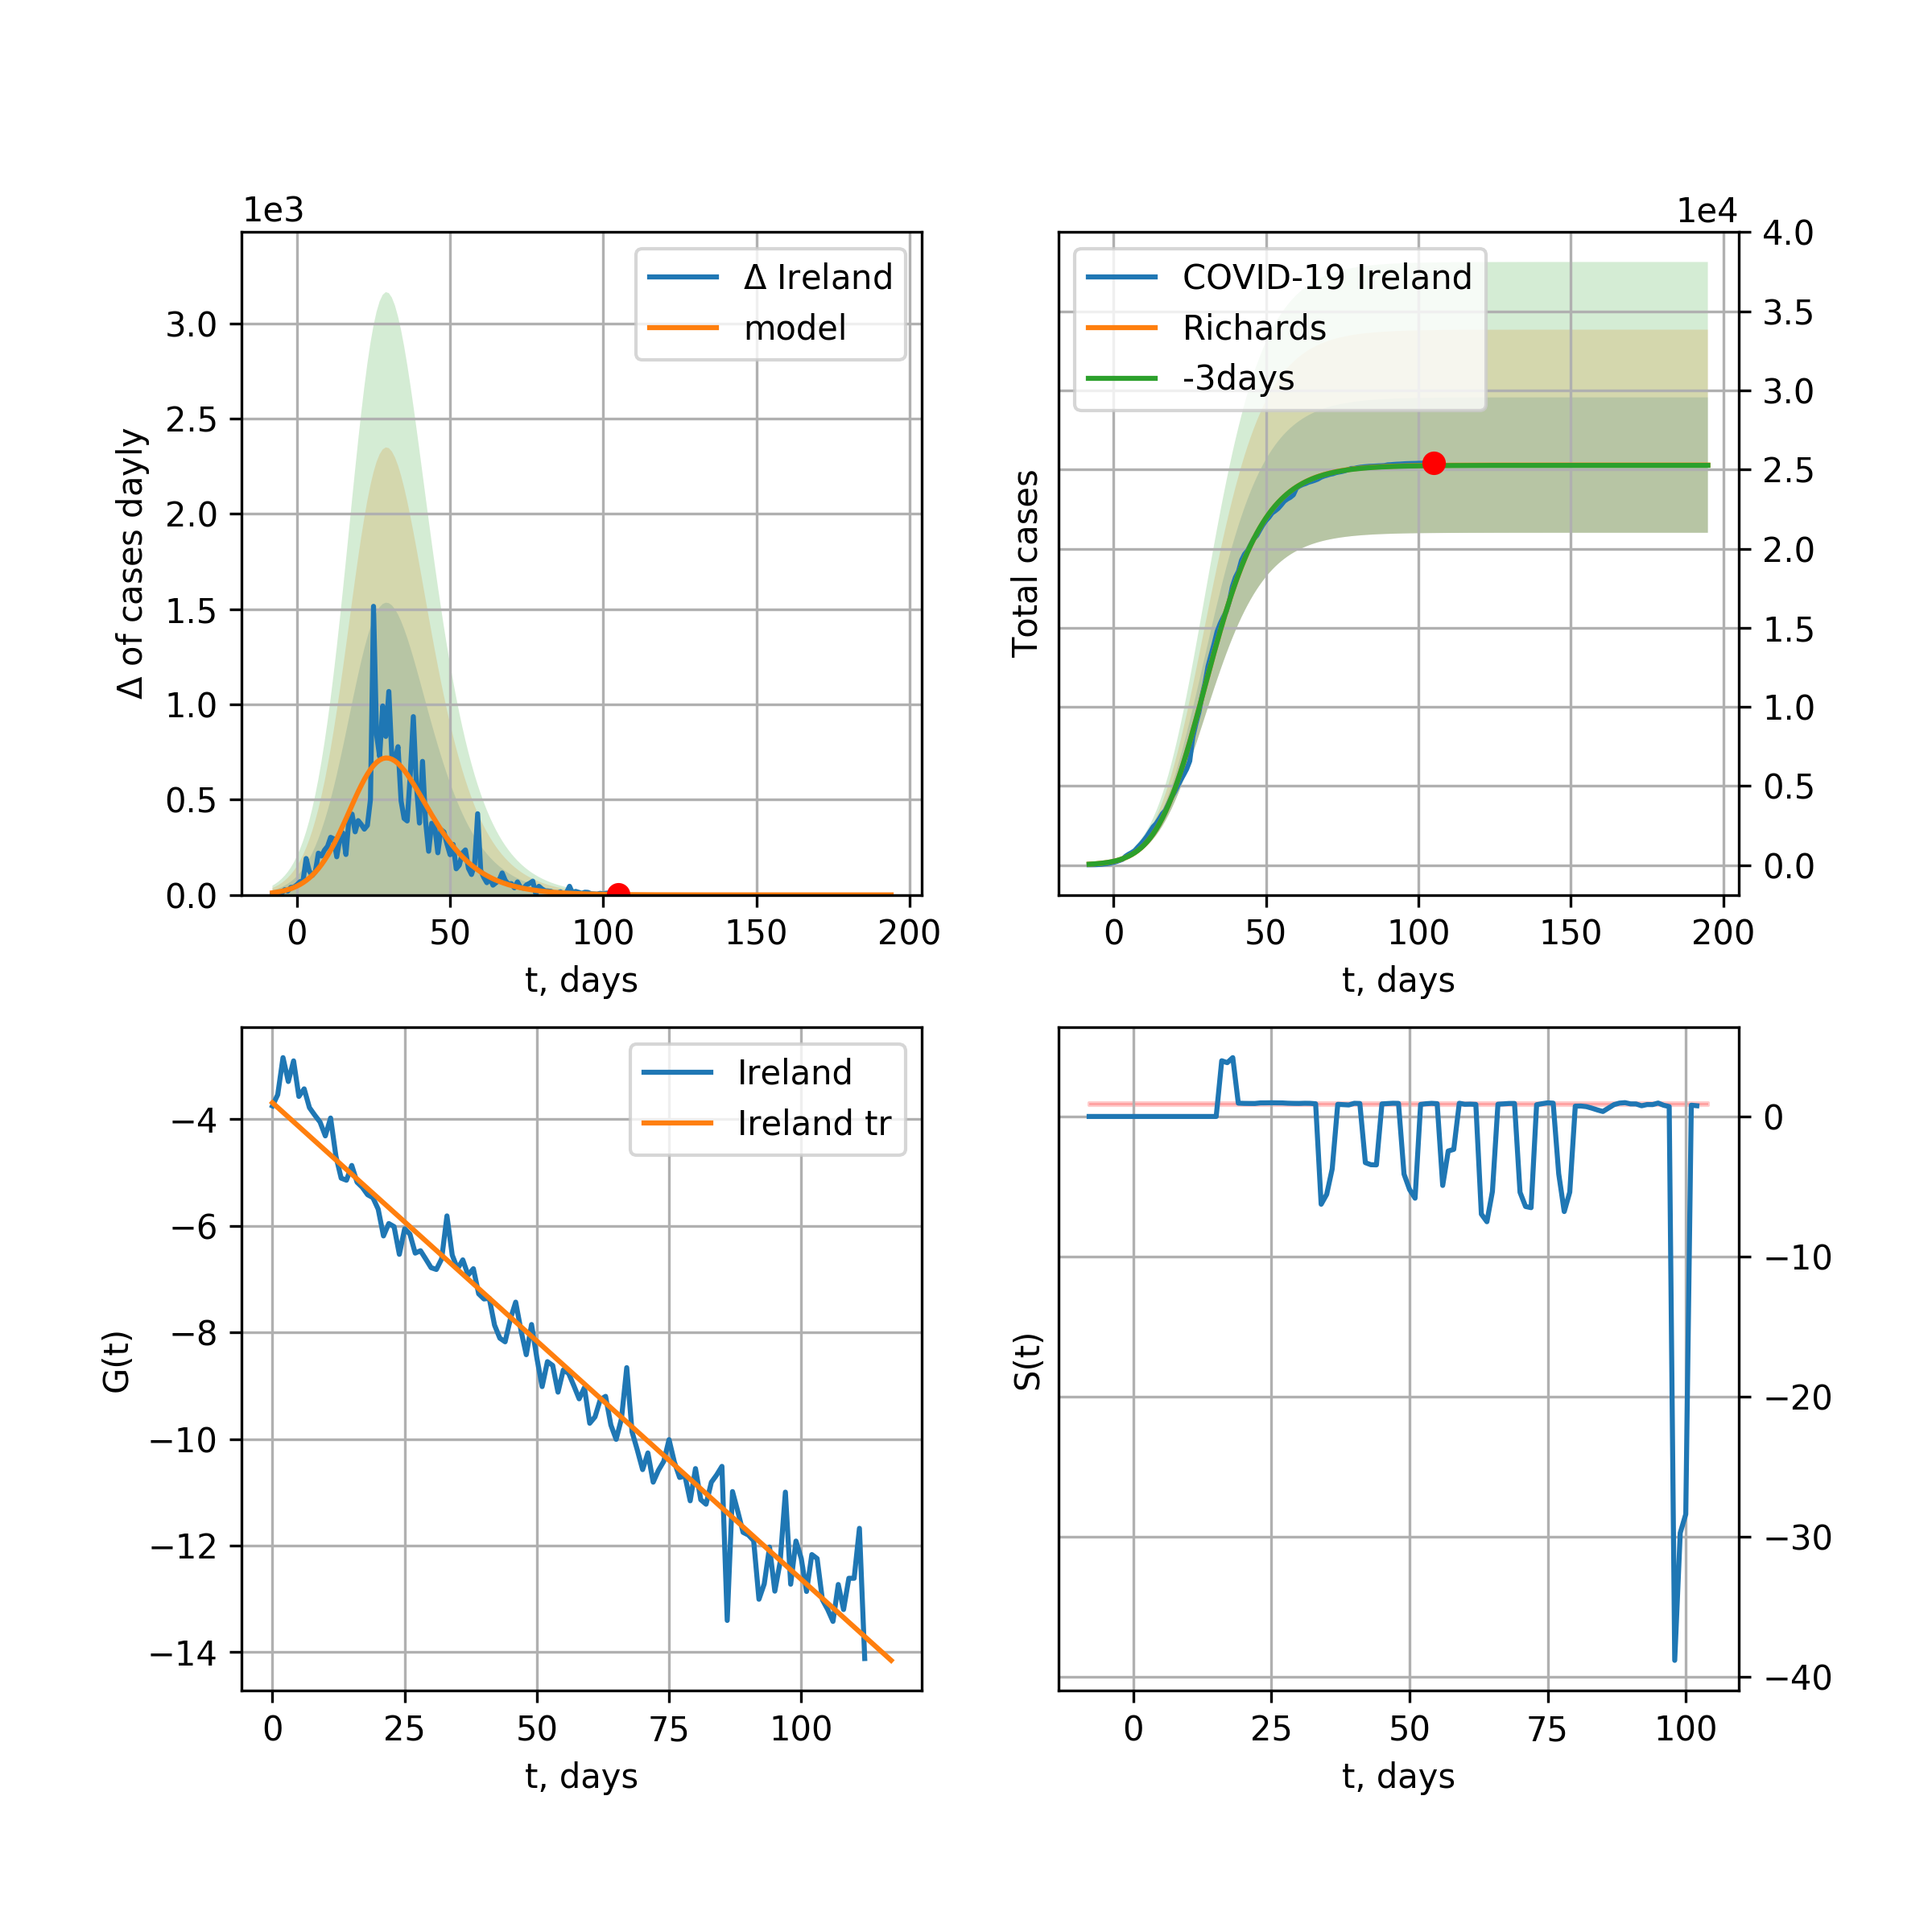 1e3
Δ Ireland
model
3.0
2.5
2.0
1.5
1.0
0.5
0.0
Δ of cases dayly
0 50 100 150 200
t, days
1e4
COVID-19 Ireland
Richards
-3days
4.0
3.5
3.0
2.5
2.0
1.5
1.0
0.5
0.0
Total cases
0 50 100 150 200
t, days
Ireland
Ireland tr
−4
−6
−8
−10
−12
−14
G(t)
0 25 50 75 100
t, days
0
−10
−20
−30
−40
S(t)
0 25 50 75 100
t, days